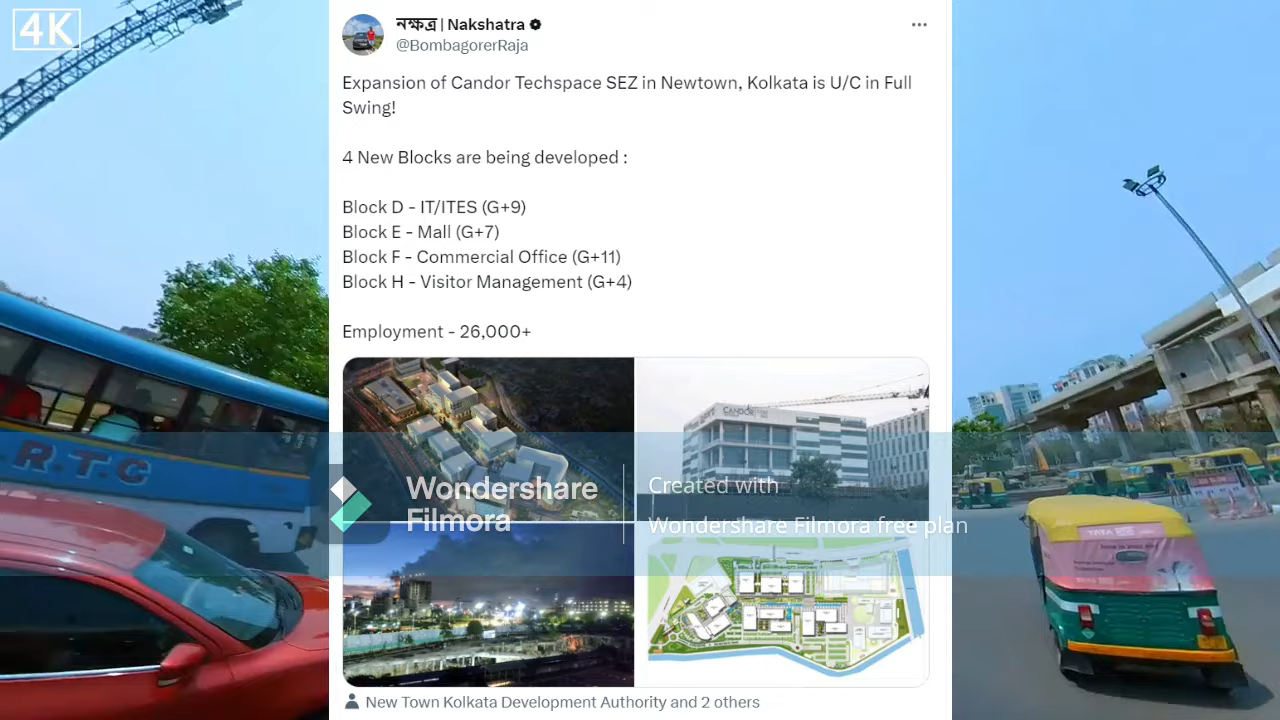 4K
নক্ষত্র | Nakshatra
@BombagorerRaja
Expansion of Candor Techspace SEZ in Newtown, Kolkata is U/C in Full
Swing!
4 New Blocks are being developed :
Block D - IT/ITES (G+9)
Block E - Mall (G+7)
Block F - Commercial Office (G+11)
Block H - Visitor Management (G+4)
Employment - 26,000+
CANDOR
R.T.C
Wondershare
Filmora
Created with
Wondershare Filmora free plan
TATA
New Town Kolkata Development Authority and 2 others